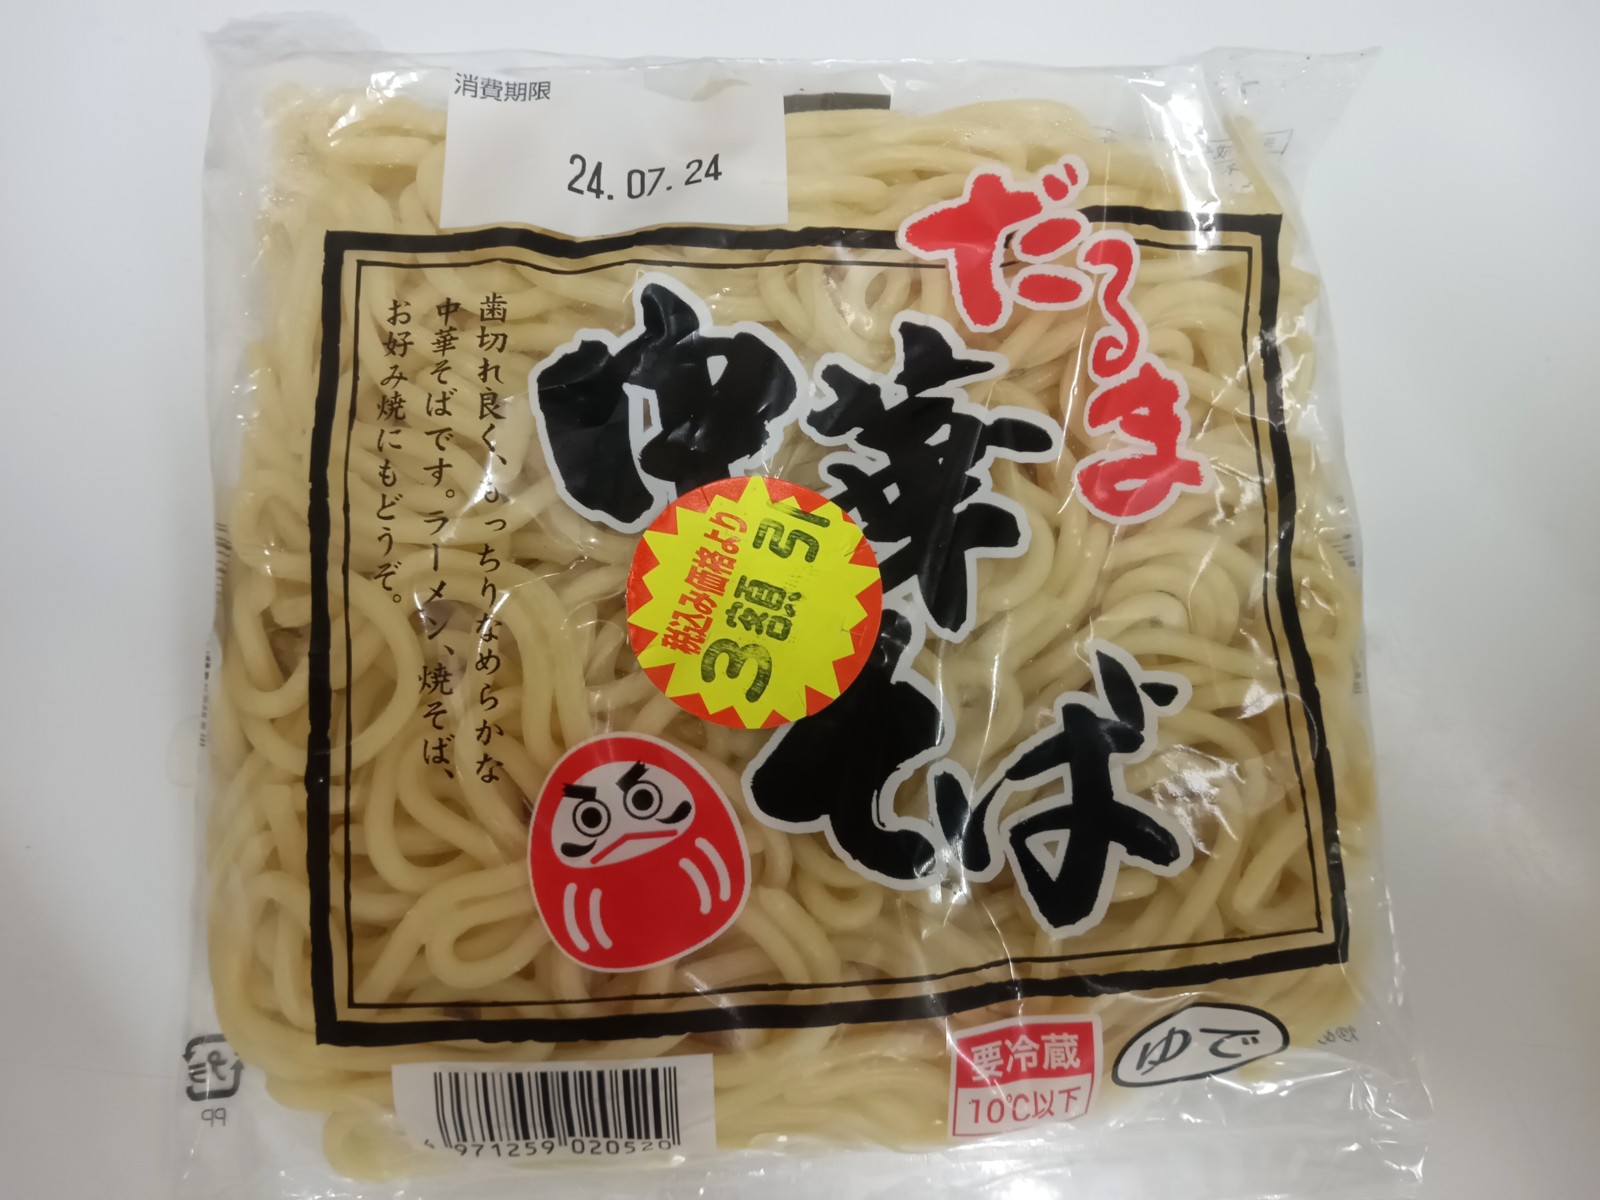 消費期限
24.07.24
だるま
中華そば
歯切れ良く、もっちりなめらかな
中華そばです。ラーメン、焼そば、
お好み焼にもどうぞ。
税込み価格より
3額引
要冷蔵
10℃以下
ゆで
4971259020520
PP